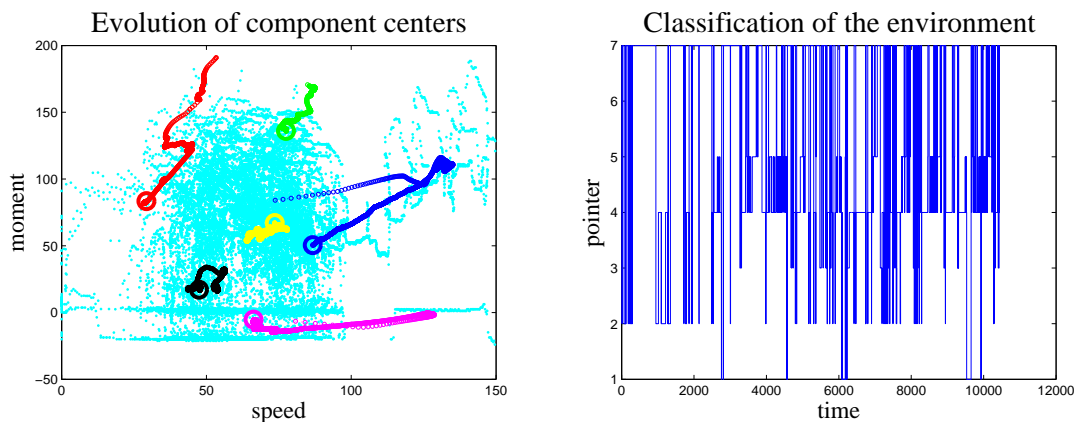 Evolution of component centers
200
150
100
50
0
−50
0 50 100 150
moment
speed
Classification of the environment
7
6
5
4
3
2
1
0 2000 4000 6000 8000 10000 12000
pointer
time